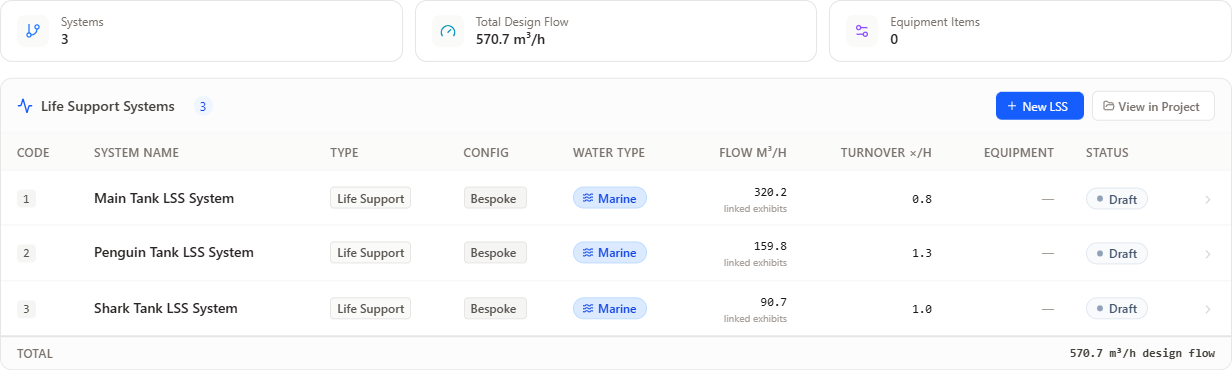 Systems
3
Total Design Flow
570.7 m³/h
Equipment Items
0
Life Support Systems 3
+ New LSS
View in Project
CODE SYSTEM NAME TYPE CONFIG WATER TYPE FLOW M³/H TURNOVER ×/H EQUIPMENT STATUS
1 Main Tank LSS System Life Support Bespoke Marine 320.2 0.8 — Draft
linked exhibits
2 Penguin Tank LSS System Life Support Bespoke Marine 159.8 1.3 — Draft
linked exhibits
3 Shark Tank LSS System Life Support Bespoke Marine 90.7 1.0 — Draft
linked exhibits
TOTAL 570.7 m³/h design flow